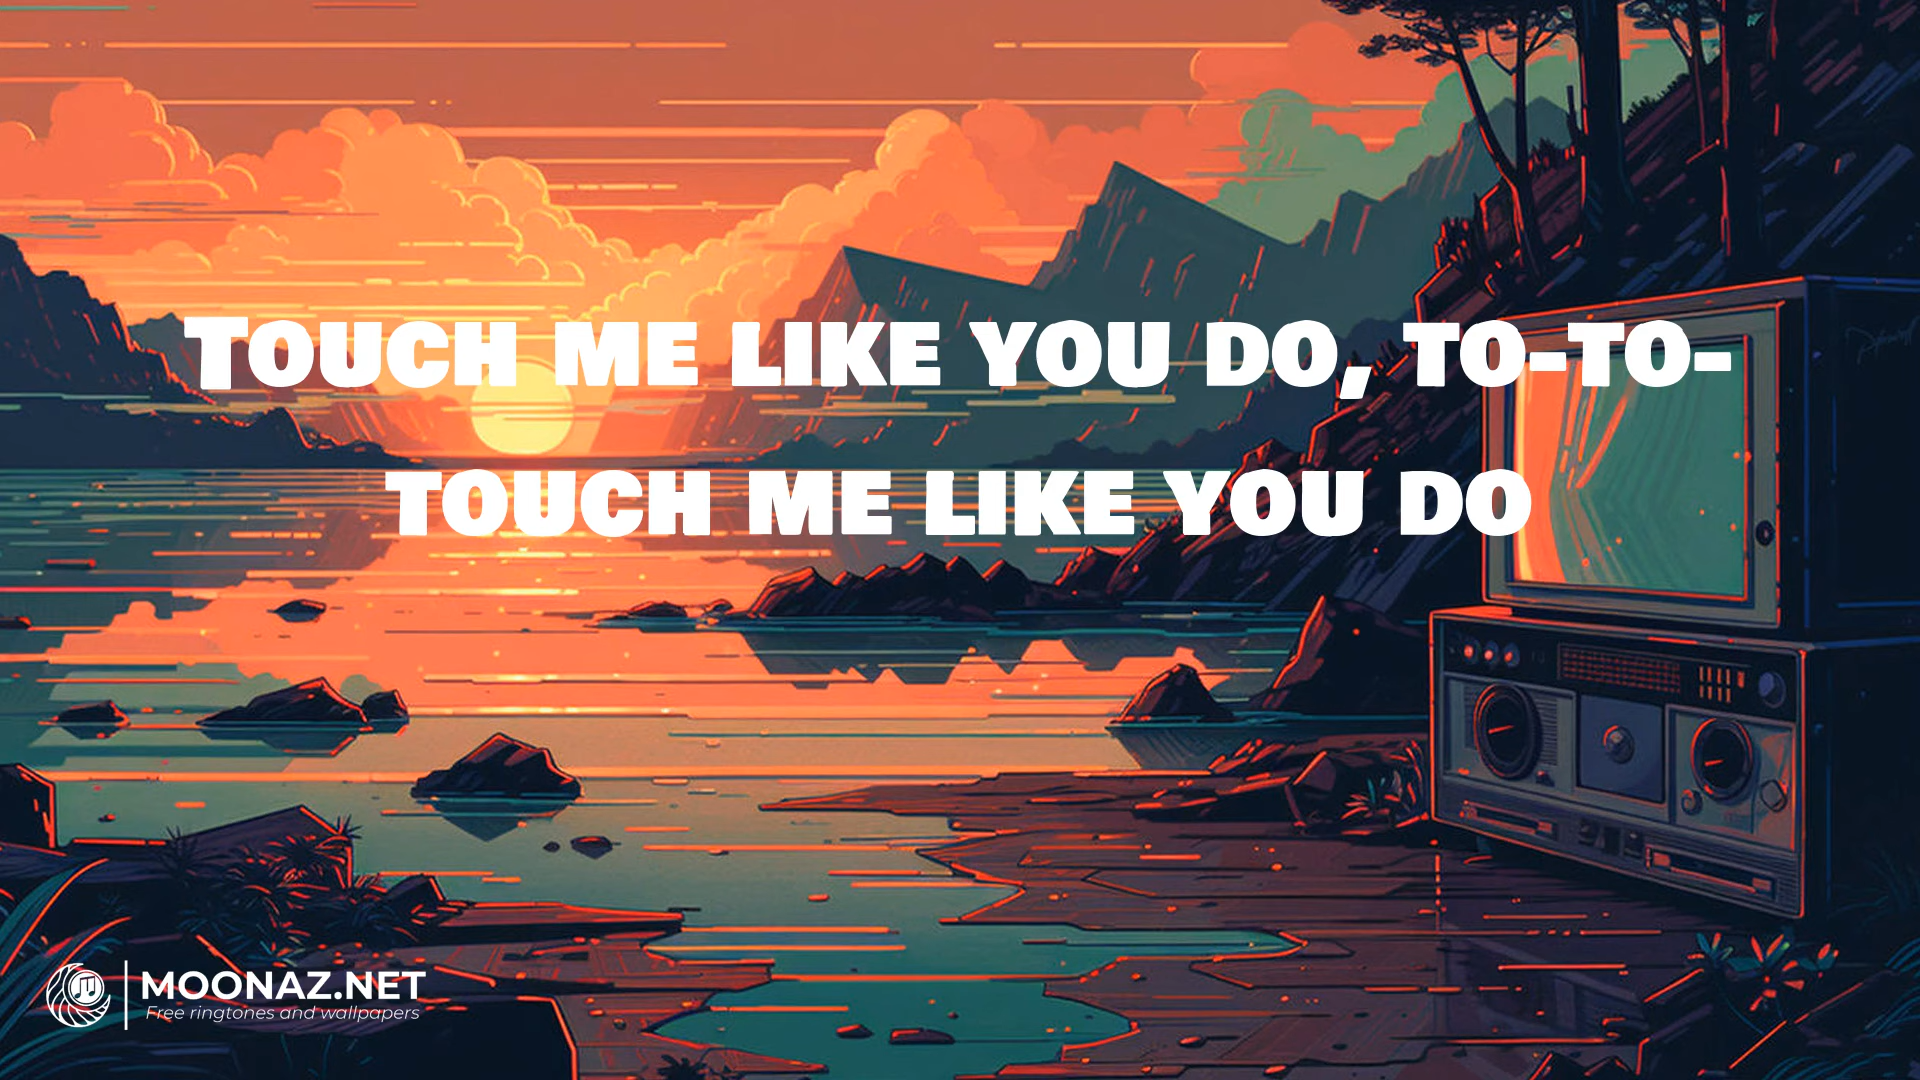 Touch me like you do, to-to-
touch me like you do
MOONAZ.NET
Free ringtones and wallpapers